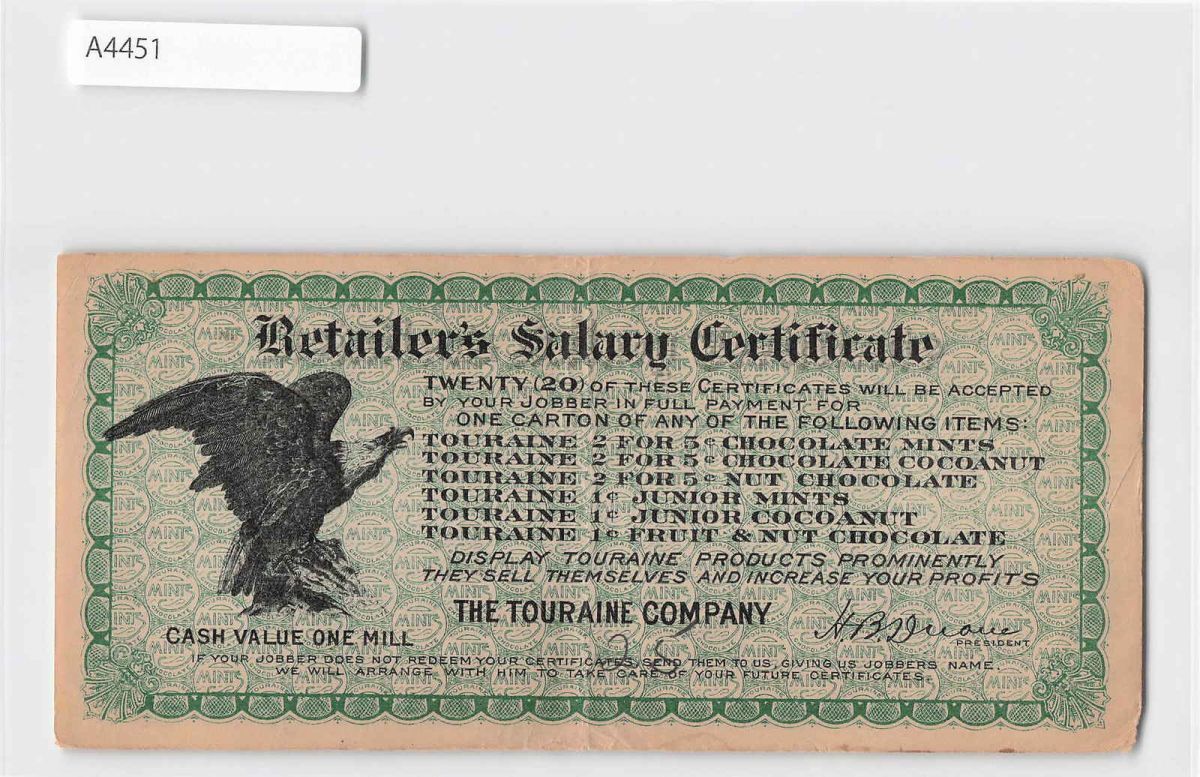 A4451
Retailer's Salary Certificate
TWENTY (20) OF THESE CERTIFICATES WILL BE ACCEPTED
BY YOUR JOBBER IN FULL PAYMENT FOR
ONE CARTON OF ANY OF THE FOLLOWING ITEMS:
TOURAINE 2 FOR 5¢ CHOCOLATE MINTS
TOURAINE 2 FOR 5¢ CHOCOLATE COCOANUT
TOURAINE 2 FOR 5¢ NUT CHOCOLATE
TOURAINE 1¢ JUNIOR MINTS
TOURAINE 1¢ JUNIOR COCOANUT
TOURAINE 1¢ FRUIT & NUT CHOCOLATE
DISPLAY TOURAINE PRODUCTS PROMINENTLY
THEY SELL THEMSELVES AND INCREASE YOUR PROFITS
THE TOURAINE COMPANY
H.B. Duane
PRESIDENT
CASH VALUE ONE MILL
25
IF YOUR JOBBER DOES NOT REDEEM YOUR CERTIFICATES, SEND THEM TO US, GIVING US JOBBERS NAME.
WE WILL ARRANGE WITH HIM TO TAKE CARE OF YOUR FUTURE CERTIFICATES